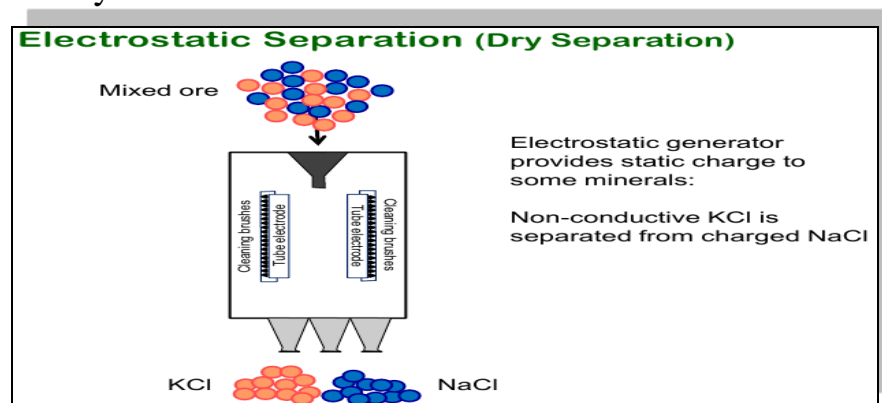 Electrostatic Separation (Dry Separation)
Mixed ore
Electrostatic generator
provides static charge to
some minerals:
Non-conductive KCl is
separated from charged NaCl
Cleaning brushes
Tube electrode
Tube electrode
Cleaning brushes
KCl
NaCl